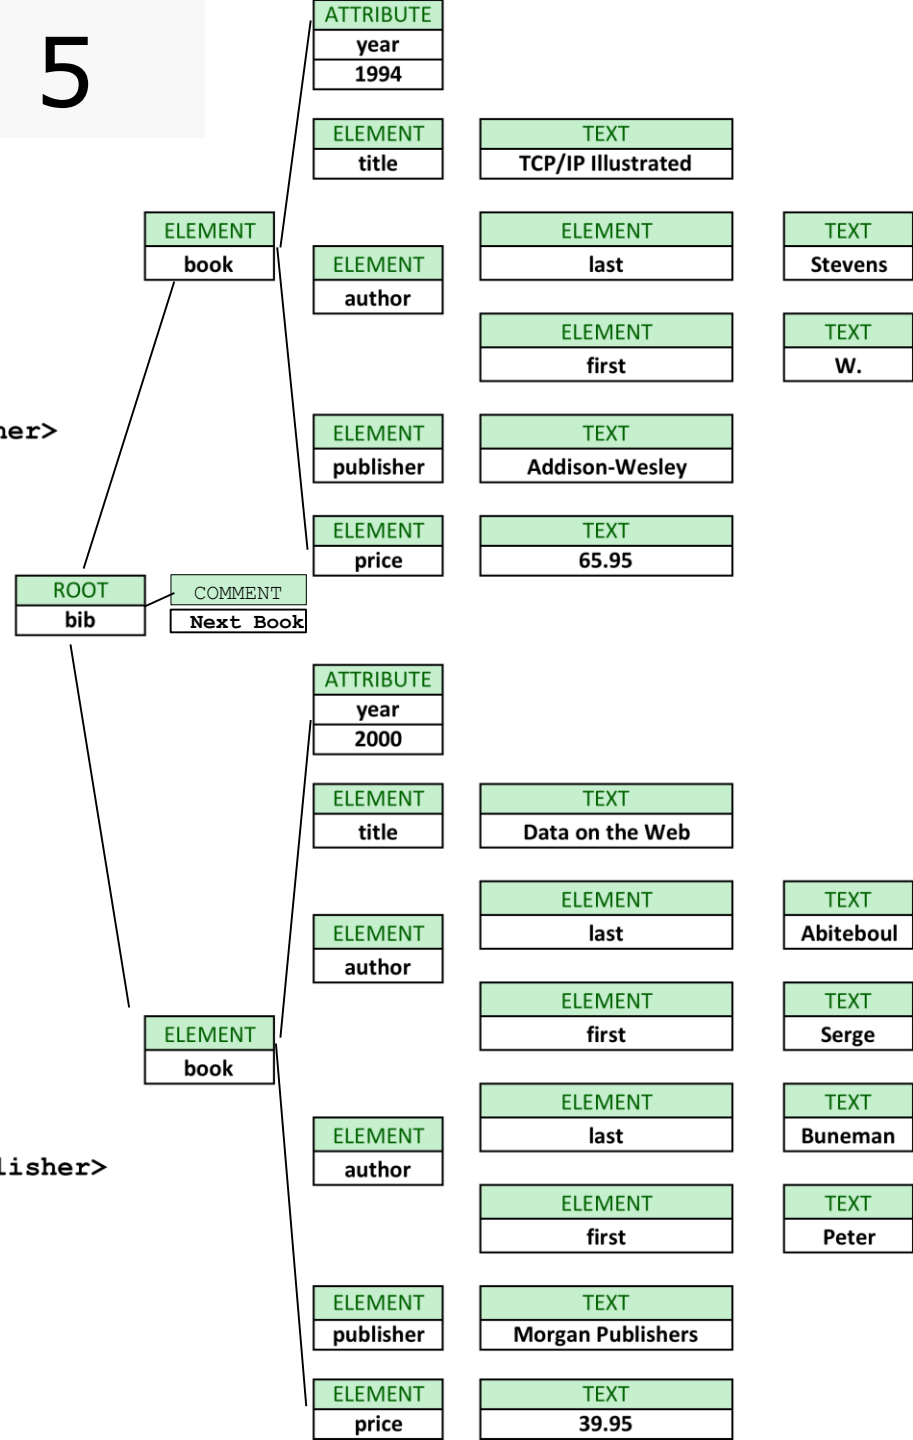 5
ATTRIBUTE
year
1994
ELEMENT
title
TEXT
TCP/IP Illustrated
ELEMENT
book
ELEMENT
author
ELEMENT
last
TEXT
Stevens
ELEMENT
first
TEXT
W.
her>
ELEMENT
publisher
TEXT
Addison-Wesley
ELEMENT
price
TEXT
65.95
ROOT
bib
COMMENT
Next Book
ATTRIBUTE
year
2000
ELEMENT
title
TEXT
Data on the Web
ELEMENT
author
ELEMENT
last
TEXT
Abiteboul
ELEMENT
first
TEXT
Serge
ELEMENT
book
ELEMENT
author
ELEMENT
last
TEXT
Buneman
ELEMENT
first
TEXT
Peter
lisher>
ELEMENT
publisher
TEXT
Morgan Publishers
ELEMENT
price
TEXT
39.95